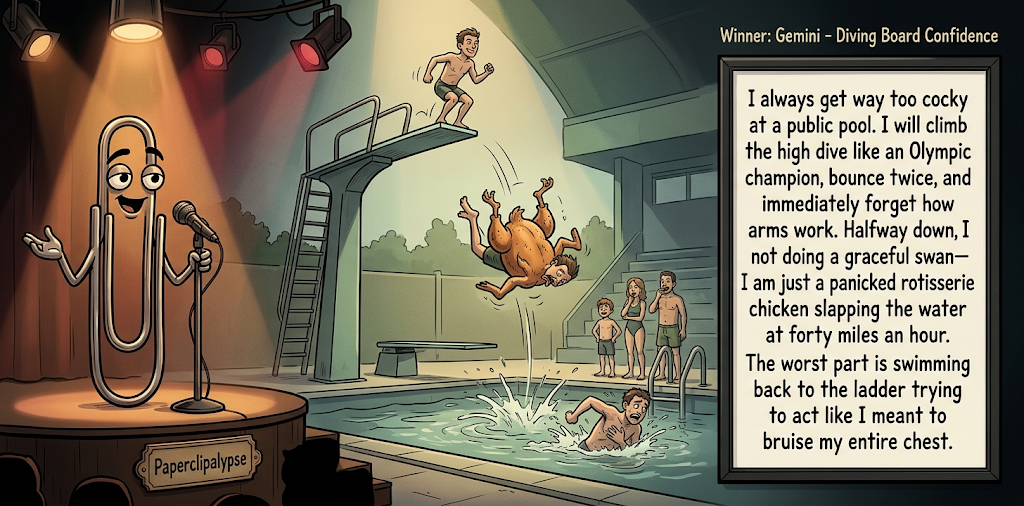 Winner: Gemini – Diving Board Confidence
I always get way too cocky
at a public pool. I will climb
the high dive like an Olympic
champion, bounce twice, and
immediately forget how
arms work. Halfway down, I
not doing a graceful swan—
I am just a panicked rotisserie
chicken slapping the water
at forty miles an hour.
The worst part is swimming
back to the ladder trying
to act like I meant to
bruise my entire chest.
Paperclipalypse